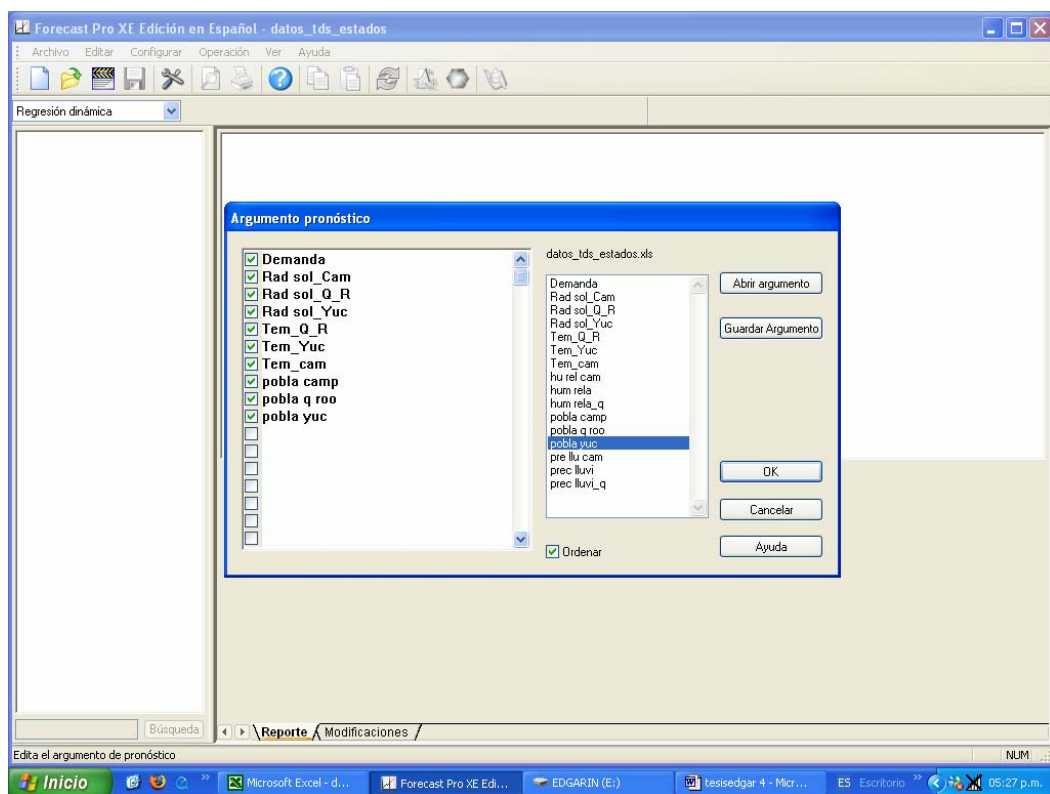 Forecast Pro XE Edición en Español - datos_tds_estados
Archivo Editar Configurar Operación Ver Ayuda
Regresión dinámica
Argumento pronóstico
Demanda
Rad sol_Cam
Rad sol_Q_R
Rad sol_Yuc
Tem_Q_R
Tem_Yuc
Tem_cam
pobla camp
pobla q roo
pobla yuc
datos_tds_estados.xls
Demanda
Rad sol_Cam
Rad sol_Q_R
Rad sol_Yuc
Tem_Q_R
Tem_Yuc
Tem_cam
hu rel cam
hum rela
hum rela_q
pobla camp
pobla q roo
pobla yuc
pre llu cam
prec lluvi
prec lluvi_q
Ordenar
Abrir argumento
Guardar Argumento
OK
Cancelar
Ayuda
Búsqueda
Reporte Modificaciones
Edita el argumento de pronóstico
NUM
Inicio
Microsoft Excel - d...
Forecast Pro XE Edi...
EDGARIN (E:)
tesisedgar 4 - Micr...
ES Escritorio
05:27 p.m.